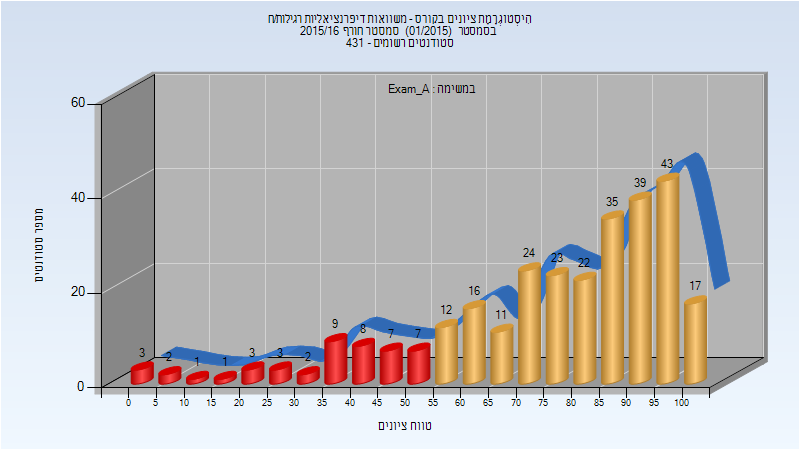 הִיסְטוֹגְרָמַת ציונים בקורס - משוואות דיפרנציאליות רגילות/ח
בסמסטר (01/2015) סמסטר חורף 2015/16
סטודנטים רשומים - 431
במשימה : Exam_A
מספר סטודנטים
60
40
20
0
3 2 1 1 3 3 2 9 8 7 7 12 16 11 24 23 22 35 39 43 17
0 5 10 15 20 25 30 35 40 45 50 55 60 65 70 75 80 85 90 95 100
טווח ציונים